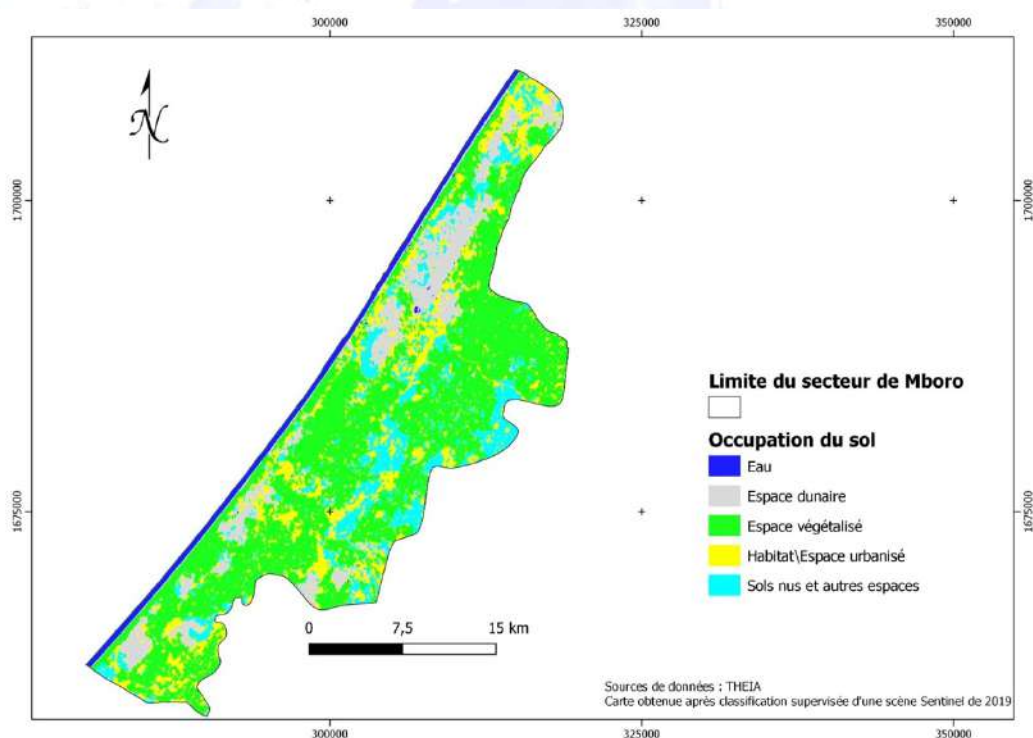 300000 325000 350000
N
1700000 1700000
Limite du secteur de Mboro
Occupation du sol
Eau
Espace dunaire
Espace végétalisé
Habitat\Espace urbanisé
Sols nus et autres espaces
1675000 1675000
0 7,5 15 km
Sources de données : THEIA
Carte obtenue après classification supervisée d'une scène Sentinel de 2019
300000 325000 350000